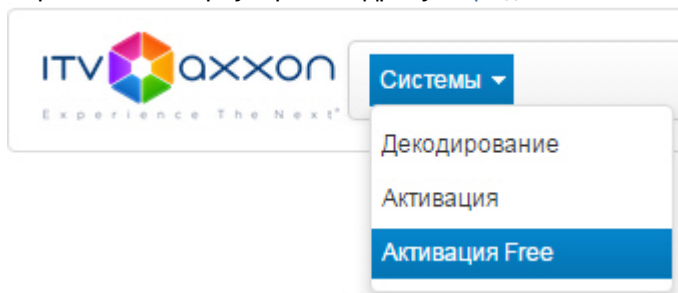 ITV axxon
Experience The Next
Системы
Декодирование
Активация
Активация Free